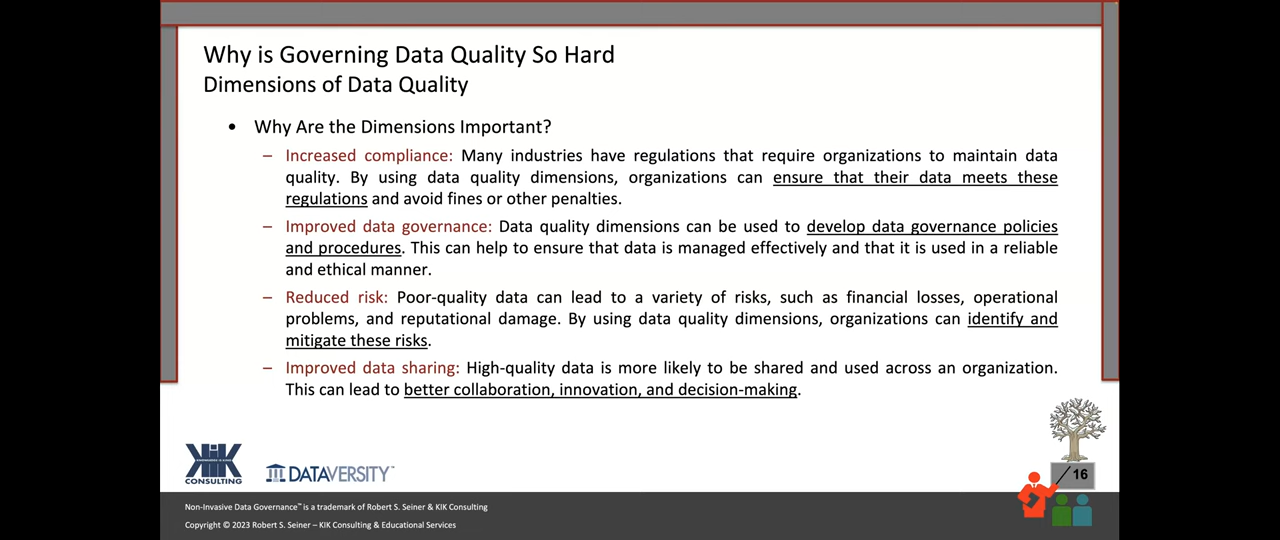 Why is Governing Data Quality So Hard
Dimensions of Data Quality
• Why Are the Dimensions Important?
– Increased compliance: Many industries have regulations that require organizations to maintain data
quality. By using data quality dimensions, organizations can ensure that their data meets these
regulations and avoid fines or other penalties.
– Improved data governance: Data quality dimensions can be used to develop data governance policies
and procedures. This can help to ensure that data is managed effectively and that it is used in a reliable
and ethical manner.
– Reduced risk: Poor-quality data can lead to a variety of risks, such as financial losses, operational
problems, and reputational damage. By using data quality dimensions, organizations can identify and
mitigate these risks.
– Improved data sharing: High-quality data is more likely to be shared and used across an organization.
This can lead to better collaboration, innovation, and decision-making.
KIK
CONSULTING
DATAVERSITY™
16
Non-Invasive Data Governance™ is a trademark of Robert S. Seiner & KIK Consulting
Copyright © 2023 Robert S. Seiner – KIK Consulting & Educational Services